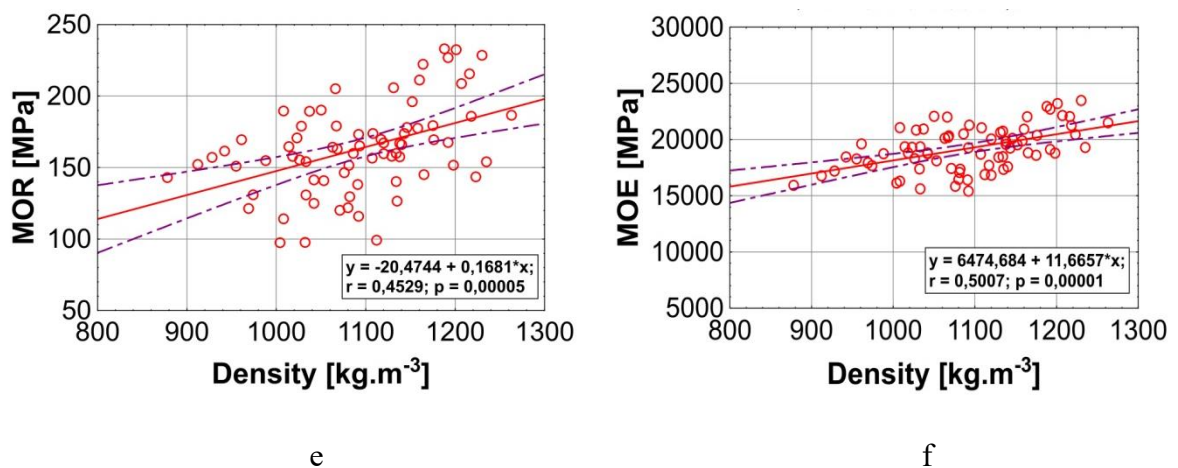 250
200
150
100
50
MOR [MPa]
800 900 1000 1100 1200 1300
Density [kg.m-3]
y = -20,4744 + 0,1681*x;
r = 0,4529; p = 0,00005
e
30000
25000
20000
15000
10000
5000
MOE [MPa]
800 900 1000 1100 1200 1300
Density [kg.m-3]
y = 6474,684 + 11,6657*x;
r = 0,5007; p = 0,00001
f